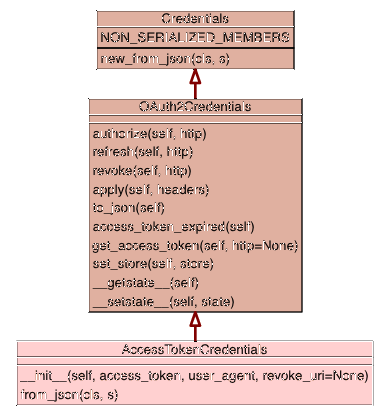 Credentials
NON_SERIALIZED_MEMBERS
new_from_json(cls, s)
OAuth2Credentials
authorize(self, http)
refresh(self, http)
revoke(self, http)
apply(self, headers)
to_json(self)
access_token_expired(self)
get_access_token(self, http=None)
set_store(self, store)
__getstate__(self)
__setstate__(self, state)
AccessTokenCredentials
__init__(self, access_token, user_agent, revoke_uri=None)
from_json(cls, s)